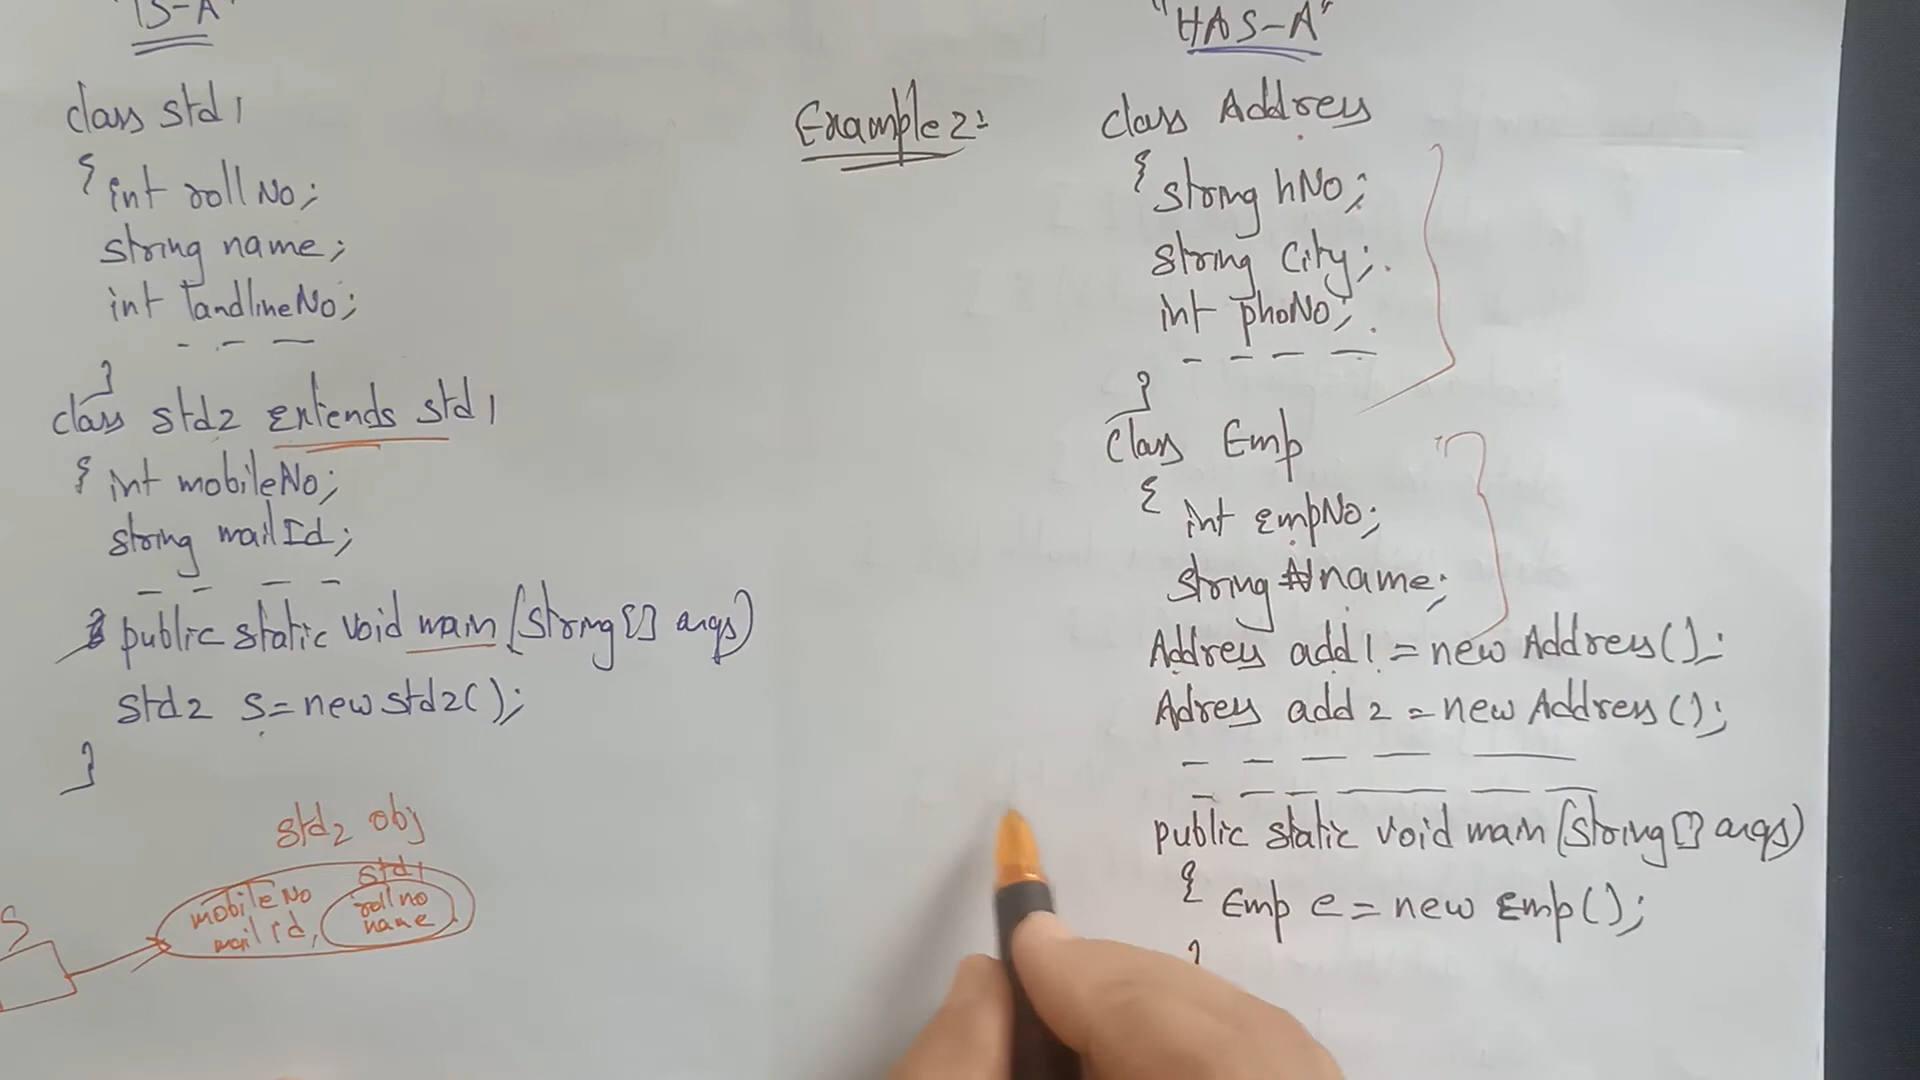 "IS-A"
class std1
{ int rollNo;
string name;
int landlineNo;
- - -
}
class std2 extends std1
{ int mobileNo;
string mailId;
- - - -
public static void main (string[] args)
std2 s=new std2();
}
std2 obj
std1
mobileNo
mailId,
rollno
name
S
Example2:
"HAS-A"
class Address
{ string hNo;
string City;
int phoNo;
- - - -
}
class Emp
{ int empNo;
string name;
Address add1 = new Address();
Adress add2 = new Address();
- - - - -
- - - - - -
public static void main (string[] args)
{ Emp e = new Emp();
}